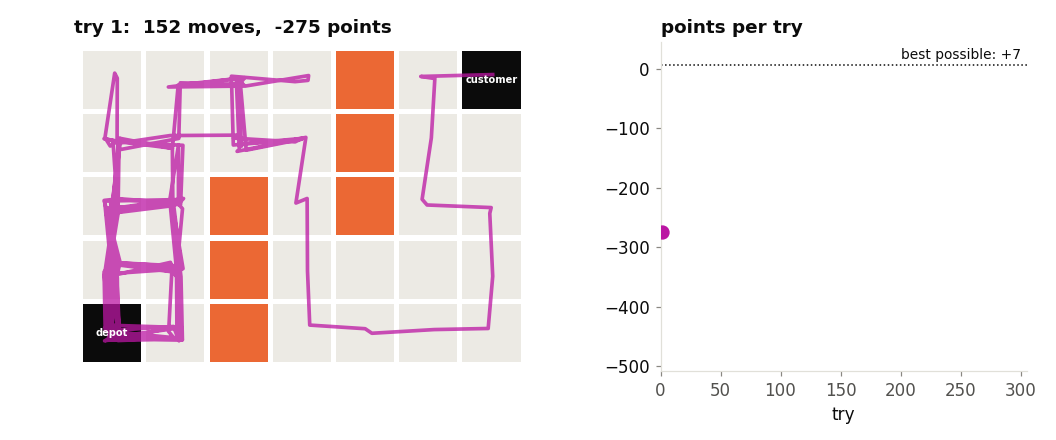 try 1:  152 moves,  -275 points
customer
depot
points per try
best possible: +7
0
−100
−200
−300
−400
−500
0 50 100 150 200 250 300
try